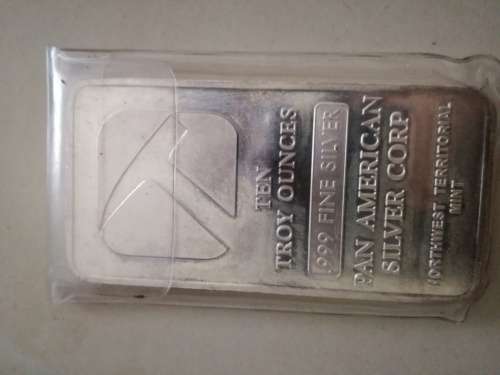 TEN
TROY OUNCES
.999 FINE SILVER
PAN AMERICAN
SILVER CORP
NORTHWEST TERRITORIAL
MINT